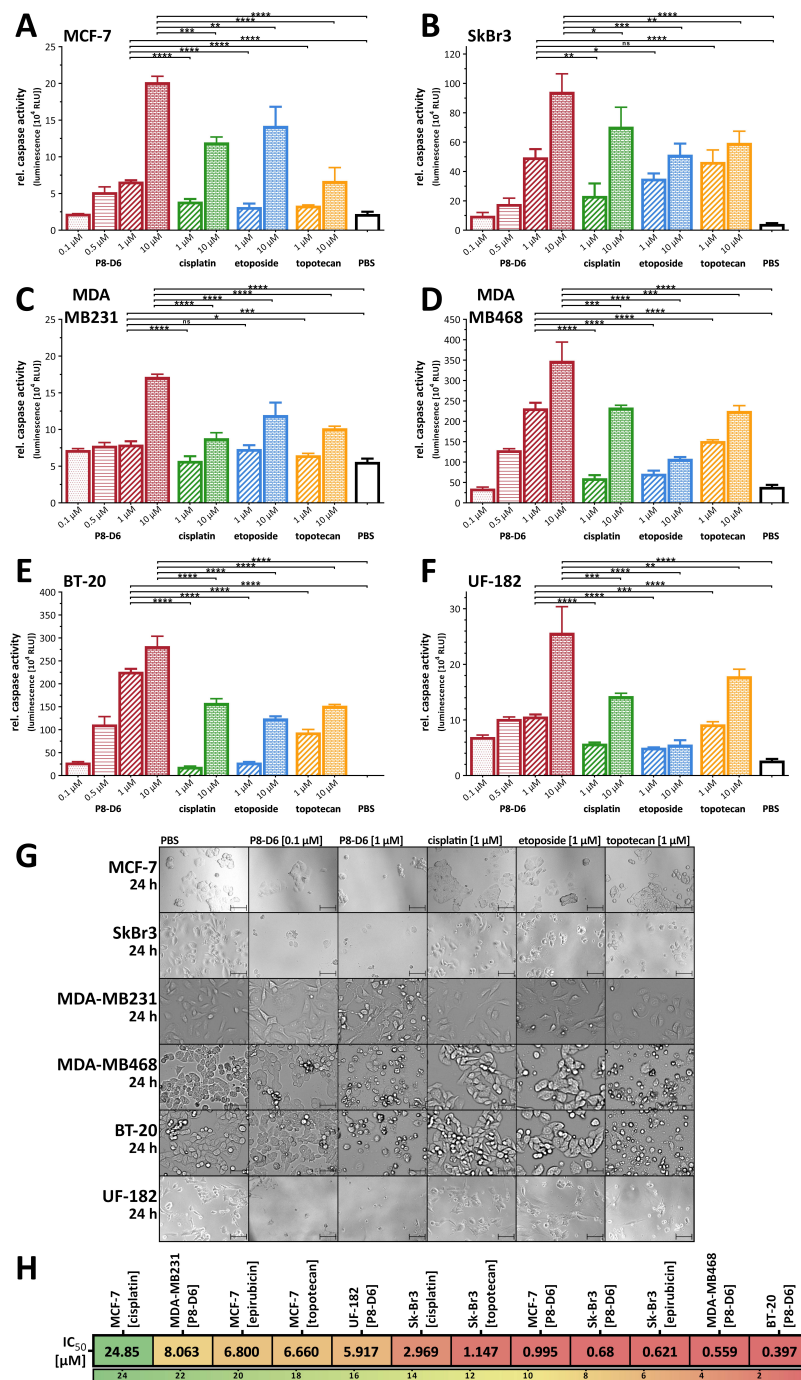 A
MCF-7
****
****
**
***
****
****
****
****
rel. caspase activity
(luminescence [10⁴ RLU])
25
20
15
10
5
0
0.1 µM
0.5 µM
1 µM
10 µM
1 µM
10 µM
1 µM
10 µM
1 µM
10 µM
P8-D6
cisplatin
etoposide
topotecan
PBS
B
SkBr3
****
**
***
*
****
ns
*
**
rel. caspase activity
(luminescence [10⁴ RLU])
120
100
80
60
40
20
0
0.1 µM
0.5 µM
1 µM
10 µM
1 µM
10 µM
1 µM
10 µM
1 µM
10 µM
P8-D6
cisplatin
etoposide
topotecan
PBS
C
MDA
MB231
****
****
****
****
***
*
ns
****
rel. caspase activity
(luminescence [10⁴ RLU])
25
20
15
10
5
0
0.1 µM
0.5 µM
1 µM
10 µM
1 µM
10 µM
1 µM
10 µM
1 µM
10 µM
P8-D6
cisplatin
etoposide
topotecan
PBS
D
MDA
MB468
****
***
****
***
****
****
****
****
rel. caspase activity
(luminescence [10⁴ RLU])
450
400
350
300
250
200
150
100
50
0
0.1 µM
0.5 µM
1 µM
10 µM
1 µM
10 µM
1 µM
10 µM
1 µM
10 µM
P8-D6
cisplatin
etoposide
topotecan
PBS
E
BT-20
****
****
****
****
****
****
****
****
rel. caspase activity
(luminescence [10⁴ RLU])
400
350
300
250
200
150
100
50
0
0.1 µM
0.5 µM
1 µM
10 µM
1 µM
10 µM
1 µM
10 µM
1 µM
10 µM
P8-D6
cisplatin
etoposide
topotecan
PBS
F
UF-182
****
**
****
***
****
***
****
****
rel. caspase activity
(luminescence [10⁴ RLU])
30
20
10
0
0.1 µM
0.5 µM
1 µM
10 µM
1 µM
10 µM
1 µM
10 µM
1 µM
10 µM
P8-D6
cisplatin
etoposide
topotecan
PBS
G
PBS P8-D6 [0.1 µM] P8-D6 [1 µM] cisplatin [1 µM] etoposide [1 µM] topotecan [1 µM]
MCF-7
24 h
SkBr3
24 h
MDA-MB231
24 h
MDA-MB468
24 h
BT-20
24 h
UF-182
24 h
H
MCF-7
[cisplatin]
MDA-MB231
[P8-D6]
MCF-7
[epirubicin]
MCF-7
[topotecan]
UF-182
[P8-D6]
Sk-Br3
[cisplatin]
Sk-Br3
[topotecan]
MCF-7
[P8-D6]
Sk-Br3
[P8-D6]
Sk-Br3
[epirubicin]
MDA-MB468
[P8-D6]
BT-20
[P8-D6]
IC₅₀
[µM]
24.85 8.063 6.800 6.660 5.917 2.969 1.147 0.995 0.68 0.621 0.559 0.397
24 22 20 18 16 14 12 10 8 6 4 2